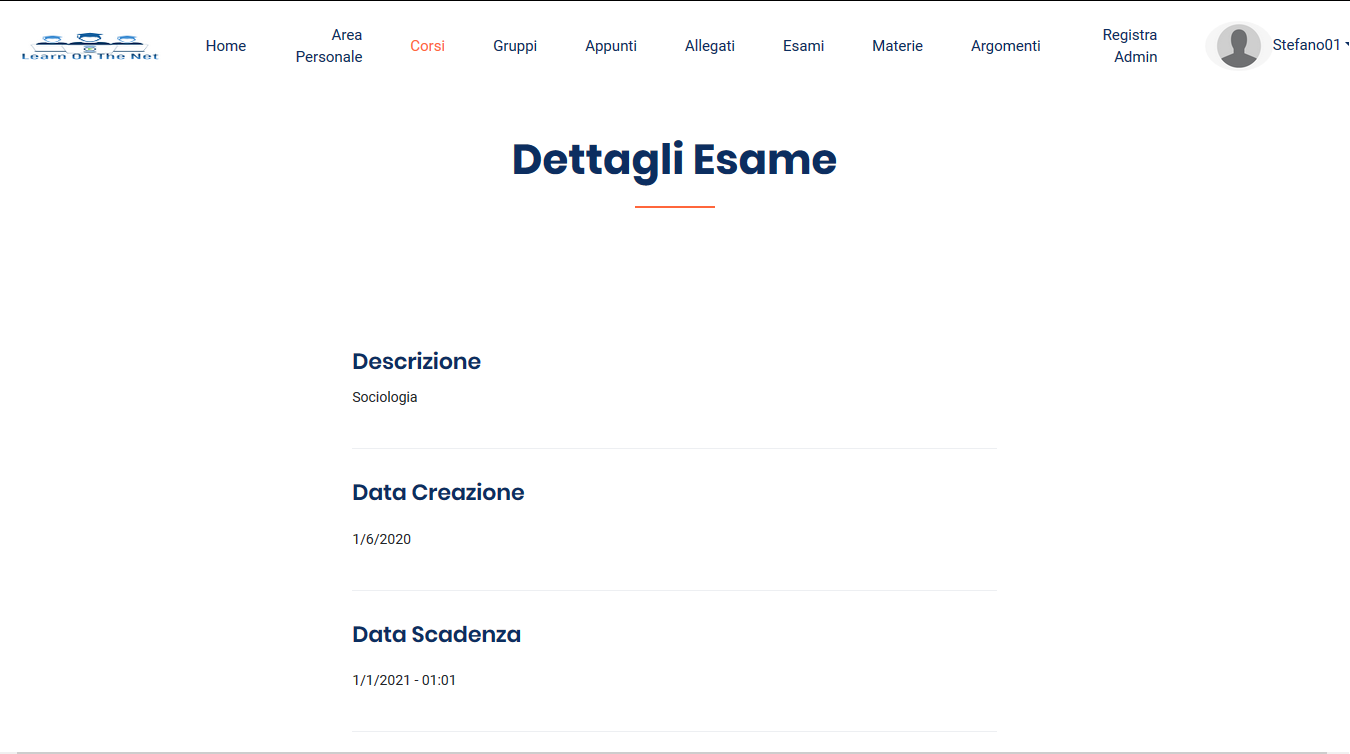 Learn On The Net
Home
Area
Personale
Corsi
Gruppi
Appunti
Allegati
Esami
Materie
Argomenti
Registra
Admin
Stefano01
Dettagli Esame
Descrizione
Sociologia
Data Creazione
1/6/2020
Data Scadenza
1/1/2021 - 01:01